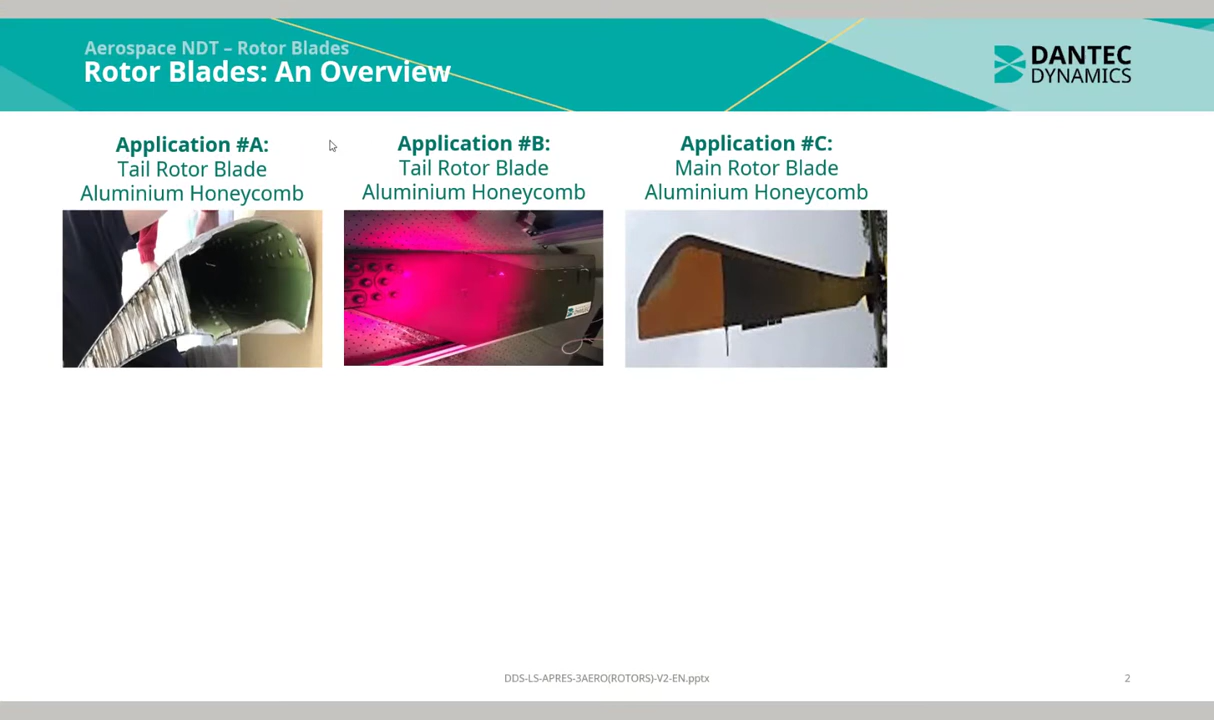 Aerospace NDT – Rotor Blades
Rotor Blades: An Overview
DANTEC
DYNAMICS
Application #A:
Tail Rotor Blade
Aluminium Honeycomb
Application #B:
Tail Rotor Blade
Aluminium Honeycomb
Application #C:
Main Rotor Blade
Aluminium Honeycomb
DDS-LS-APRES-3AERO(ROTORS)-V2-EN.pptx
2